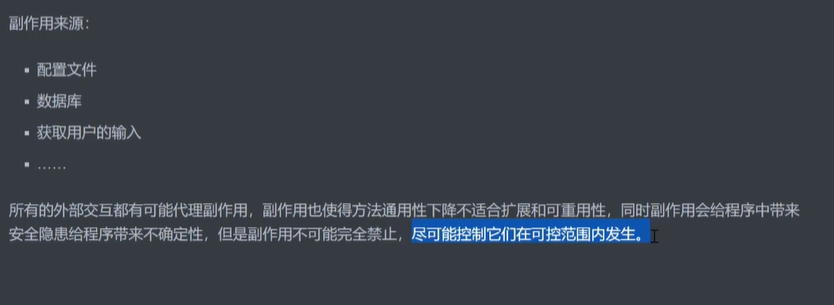 副作用来源：
▪ 配置文件
▪ 数据库
▪ 获取用户的输入
▪ ……
所有的外部交互都有可能代理副作用，副作用也使得方法通用性下降不适合扩展和可重用性，同时副作用会给程序中带来
安全隐患给程序带来不确定性，但是副作用不可能完全禁止，尽可能控制它们在可控范围内发生。